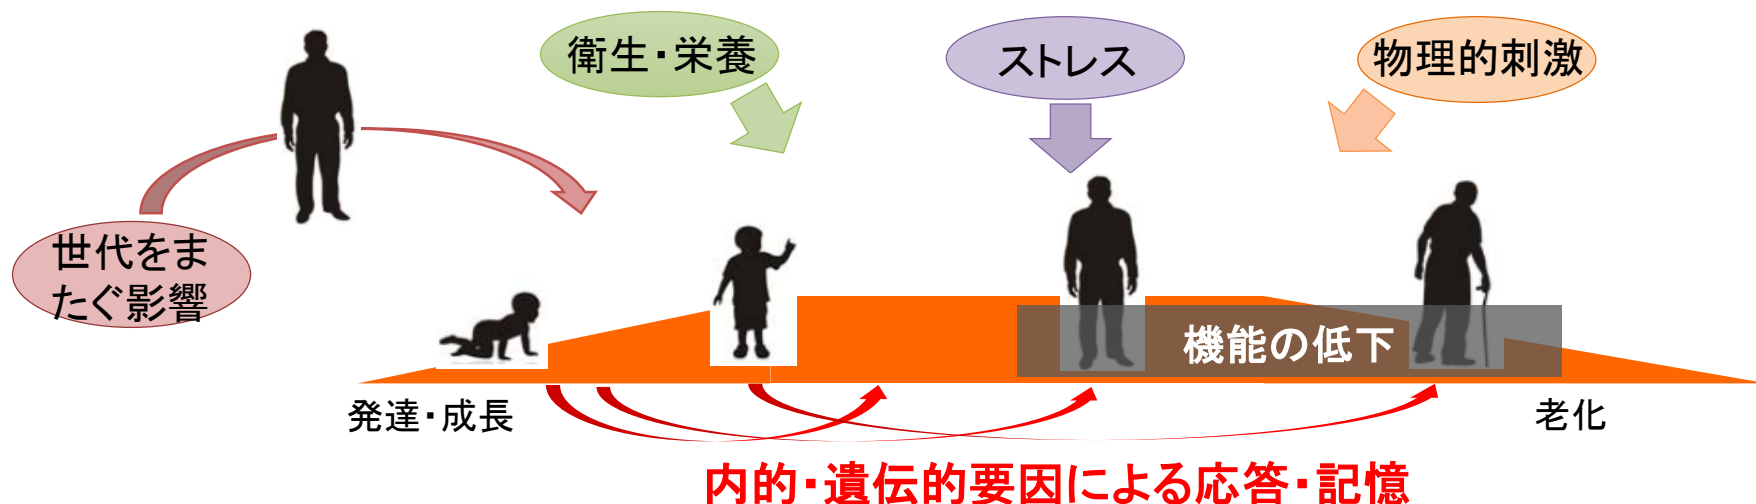 衛生・栄養
ストレス
物理的刺激
世代をま
たぐ影響
機能の低下
発達・成長
老化
内的・遺伝的要因による応答・記憶